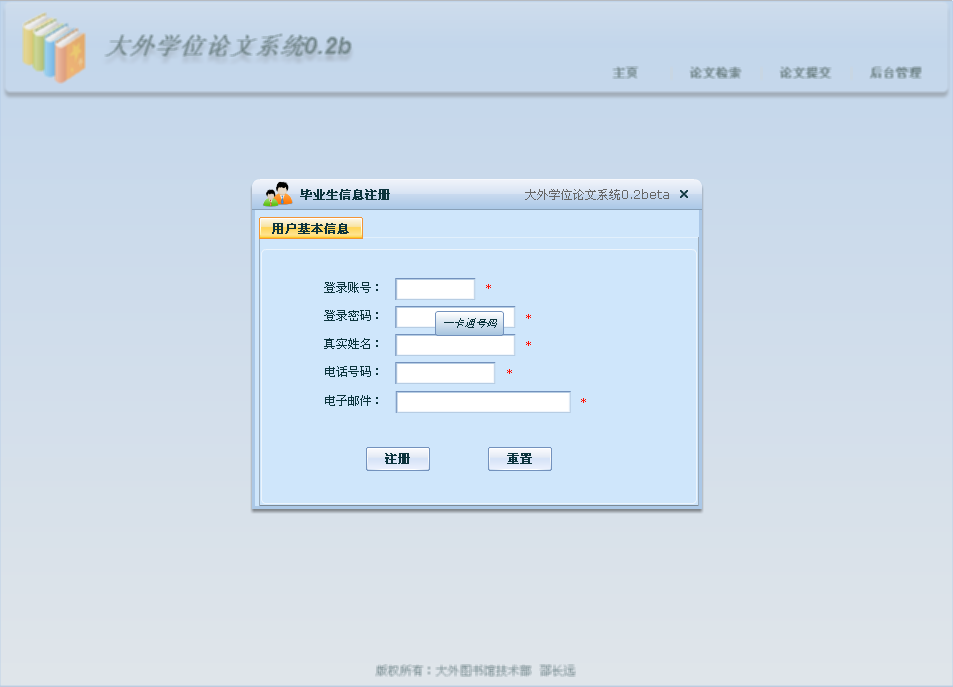 大外学位论文系统0.2b
主页 论文检索 论文提交 后台管理
毕业生信息注册 大外学位论文系统0.2beta
用户基本信息
登录账号： *
登录密码： *
一卡通号码
真实姓名： *
电话号码： *
电子邮件： *
注册 重置
版权所有：大外图书馆技术部 邵长远